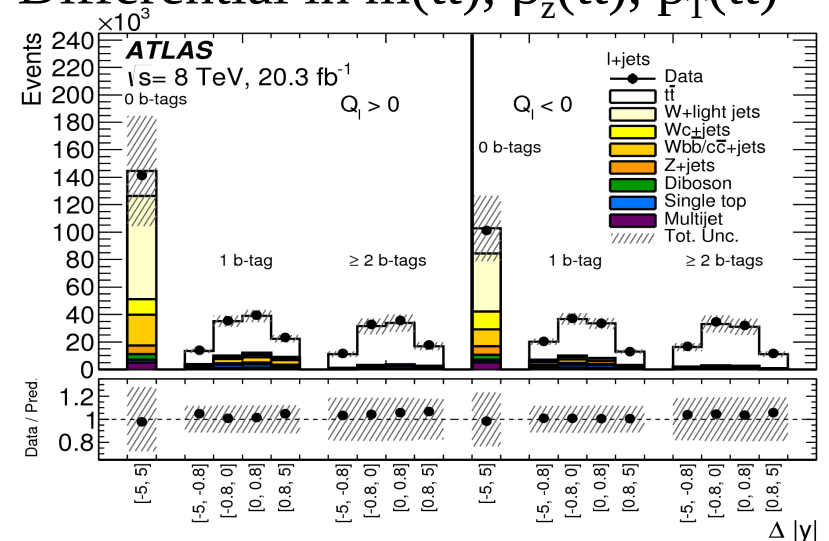 Differential in m(tt), βz(tt), pT(tt)
×10³
Events
240
220
200
180
160
140
120
100
80
60
40
20
0
ATLAS
√s= 8 TeV, 20.3 fb⁻¹
0 b-tags
Ql > 0
Ql < 0
0 b-tags
1 b-tag
≥ 2 b-tags
1 b-tag
≥ 2 b-tags
l+jets
Data
tt̅
W+light jets
Wc+jets
Wbb̅/cc̅+jets
Z+jets
Diboson
Single top
Multijet
Tot. Unc.
Data / Pred.
1.2
1
0.8
[-5, 5]
[-5, -0.8]
[-0.8, 0]
[0, 0.8]
[0.8, 5]
[-5, -0.8]
[-0.8, 0]
[0, 0.8]
[0.8, 5]
[-5, 5]
[-5, -0.8]
[-0.8, 0]
[0, 0.8]
[0.8, 5]
[-5, -0.8]
[-0.8, 0]
[0, 0.8]
[0.8, 5]
Δ |y|